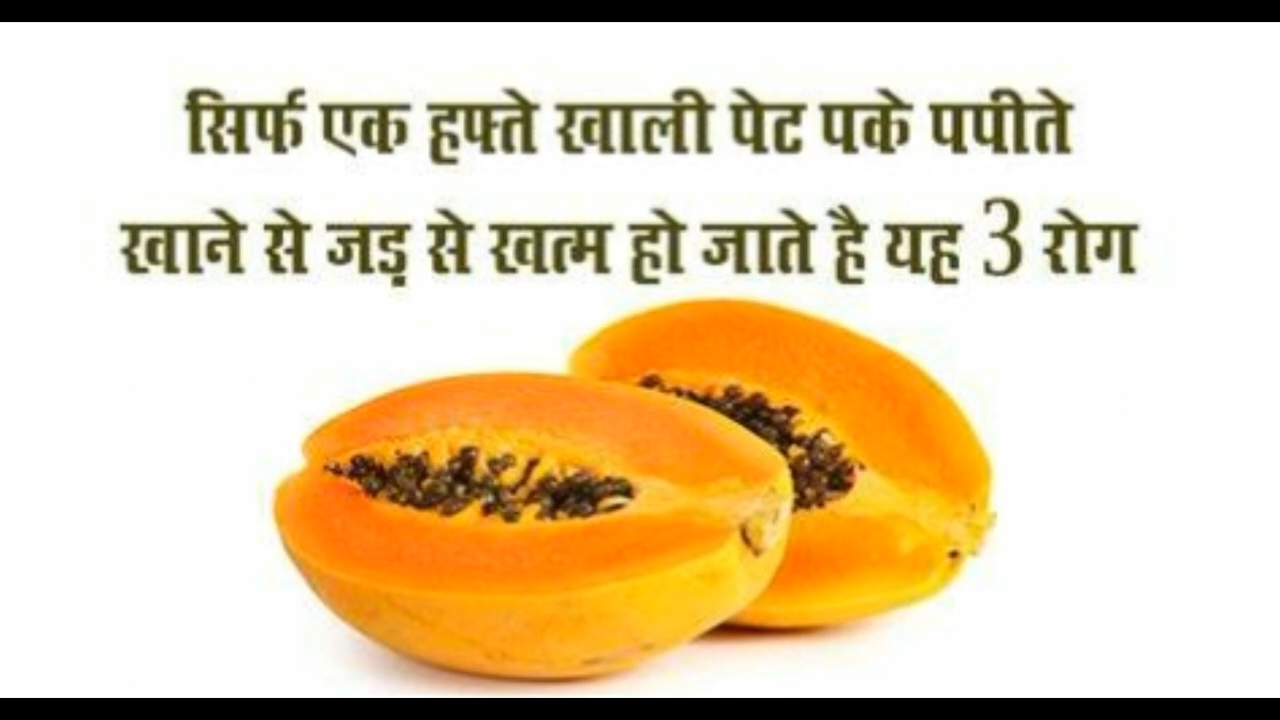 सिर्फ एक हफ्ते खाली पेट पके पपीते
खाने से जड़ से खत्म हो जाते है यह 3 रोग